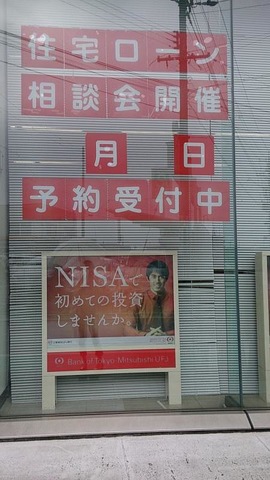 住宅ローン
相談会開催
月 日
予約受付中
NISAで
初めての投資
しませんか。
Bank of Tokyo-Mitsubishi UFJ